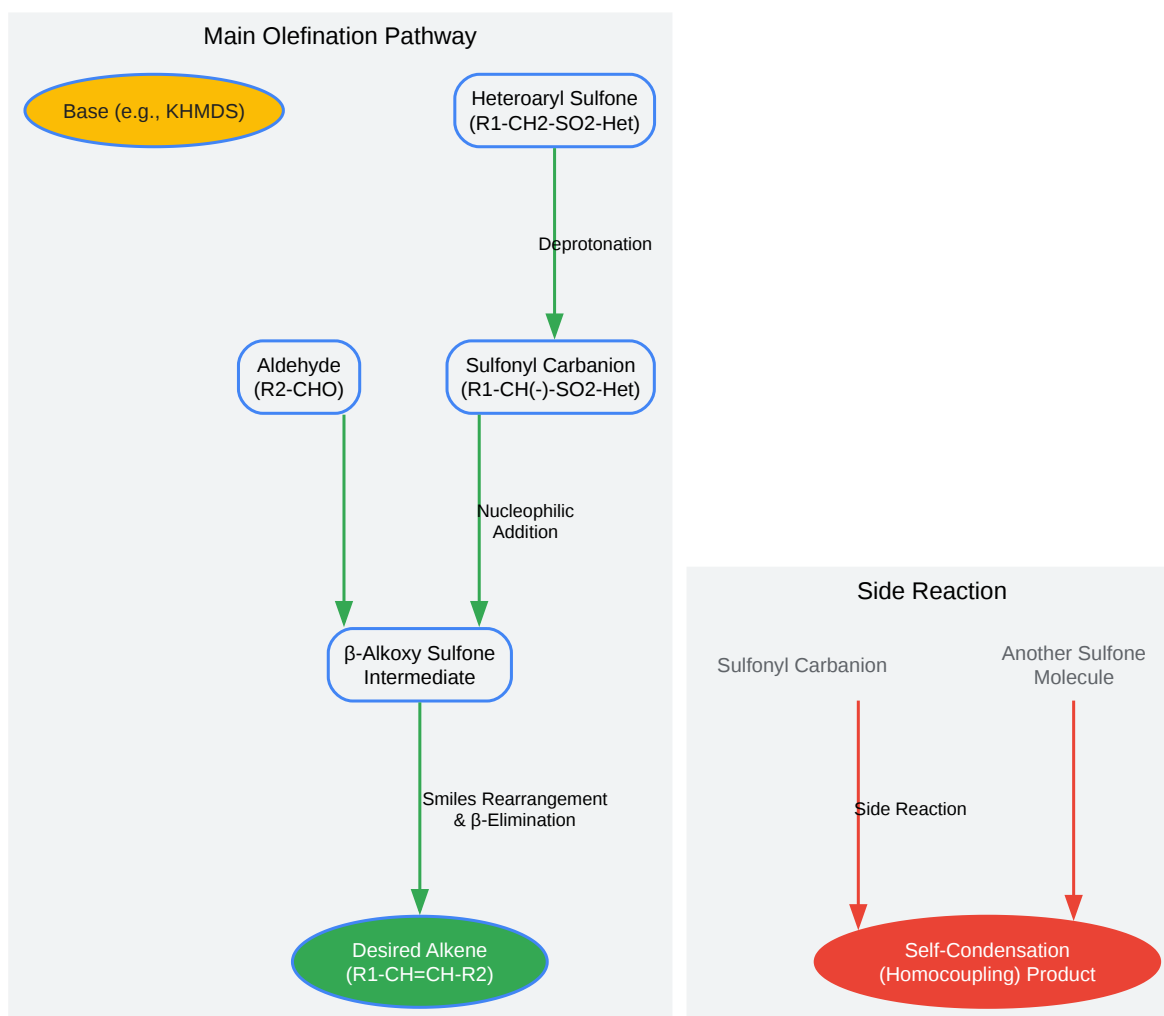 Main Olefination Pathway
Base (e.g., KHMDS)
Heteroaryl Sulfone
(R1-CH2-SO2-Het)
Deprotonation
Aldehyde
(R2-CHO)
Sulfonyl Carbanion
(R1-CH(-)-SO2-Het)
Nucleophilic
Addition
β-Alkoxy Sulfone
Intermediate
Smiles Rearrangement
& β-Elimination
Desired Alkene
(R1-CH=CH-R2)
Side Reaction
Sulfonyl Carbanion
Another Sulfone
Molecule
Side Reaction
Self-Condensation
(Homocoupling) Product